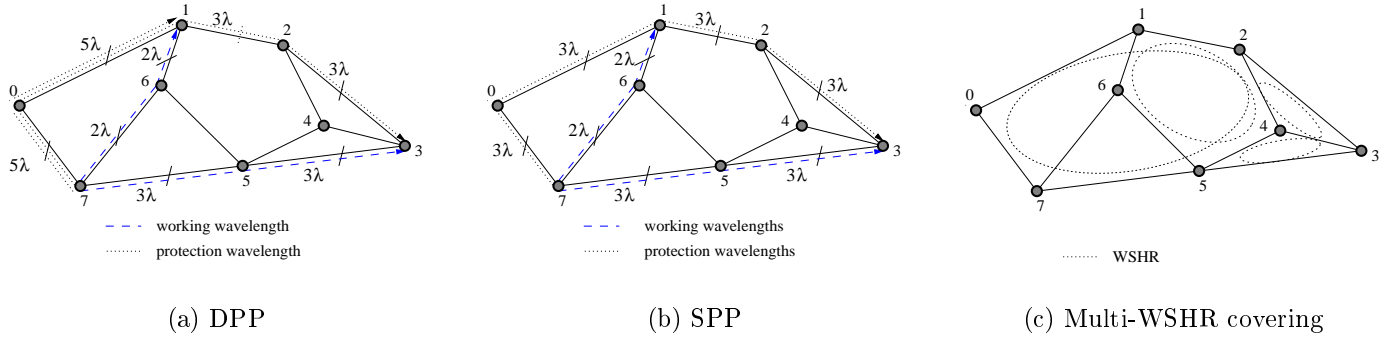 1
3λ
2
5λ
2λ
0
6
3λ
4
2λ
5λ
3
3λ
5
3λ
7
working wavelength
protection wavelength
(a) DPP
1
3λ
2
3λ
2λ
0
6
3λ
4
2λ
3λ
3
3λ
5
3λ
7
working wavelengths
protection wavelengths
(b) SPP
1
2
0
6
4
3
5
7
WSHR
(c) Multi-WSHR covering